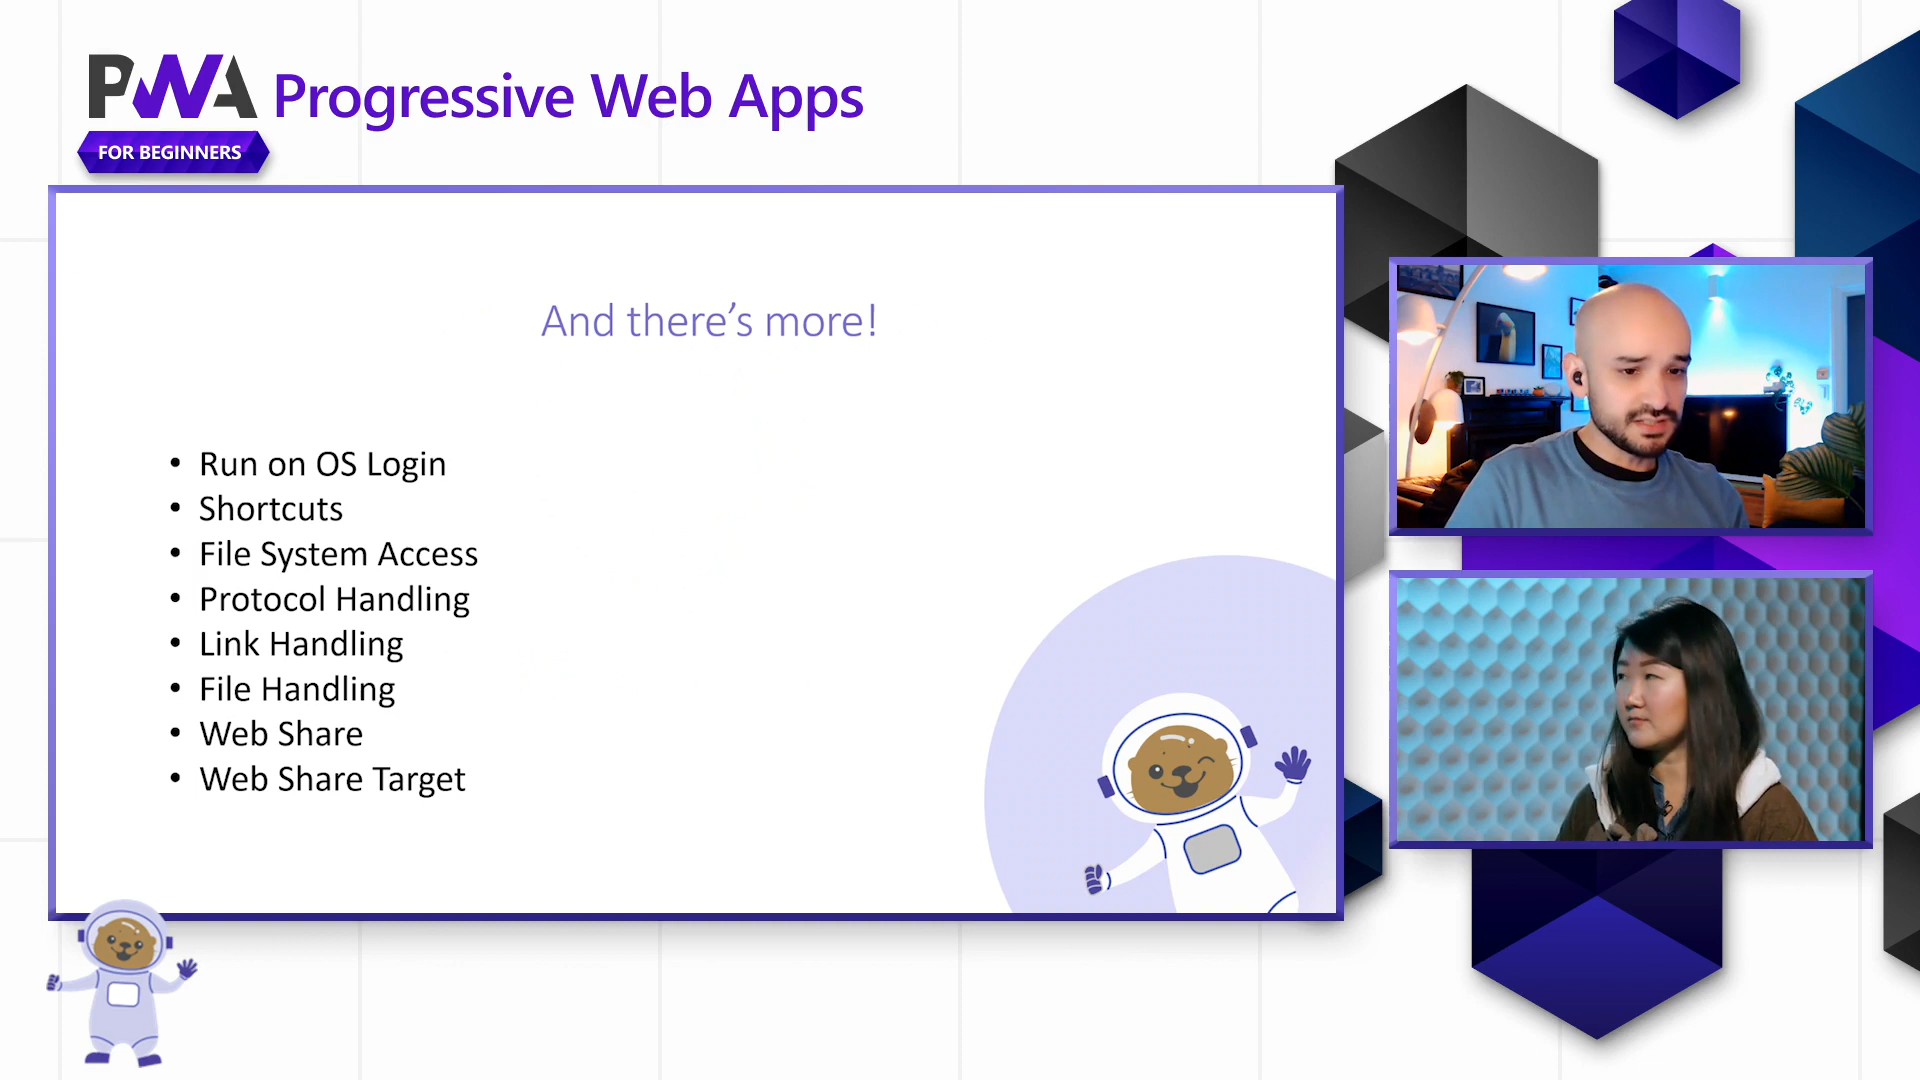 PWA Progressive Web Apps
FOR BEGINNERS
And there’s more!
• Run on OS Login
• Shortcuts
• File System Access
• Protocol Handling
• Link Handling
• File Handling
• Web Share
• Web Share Target